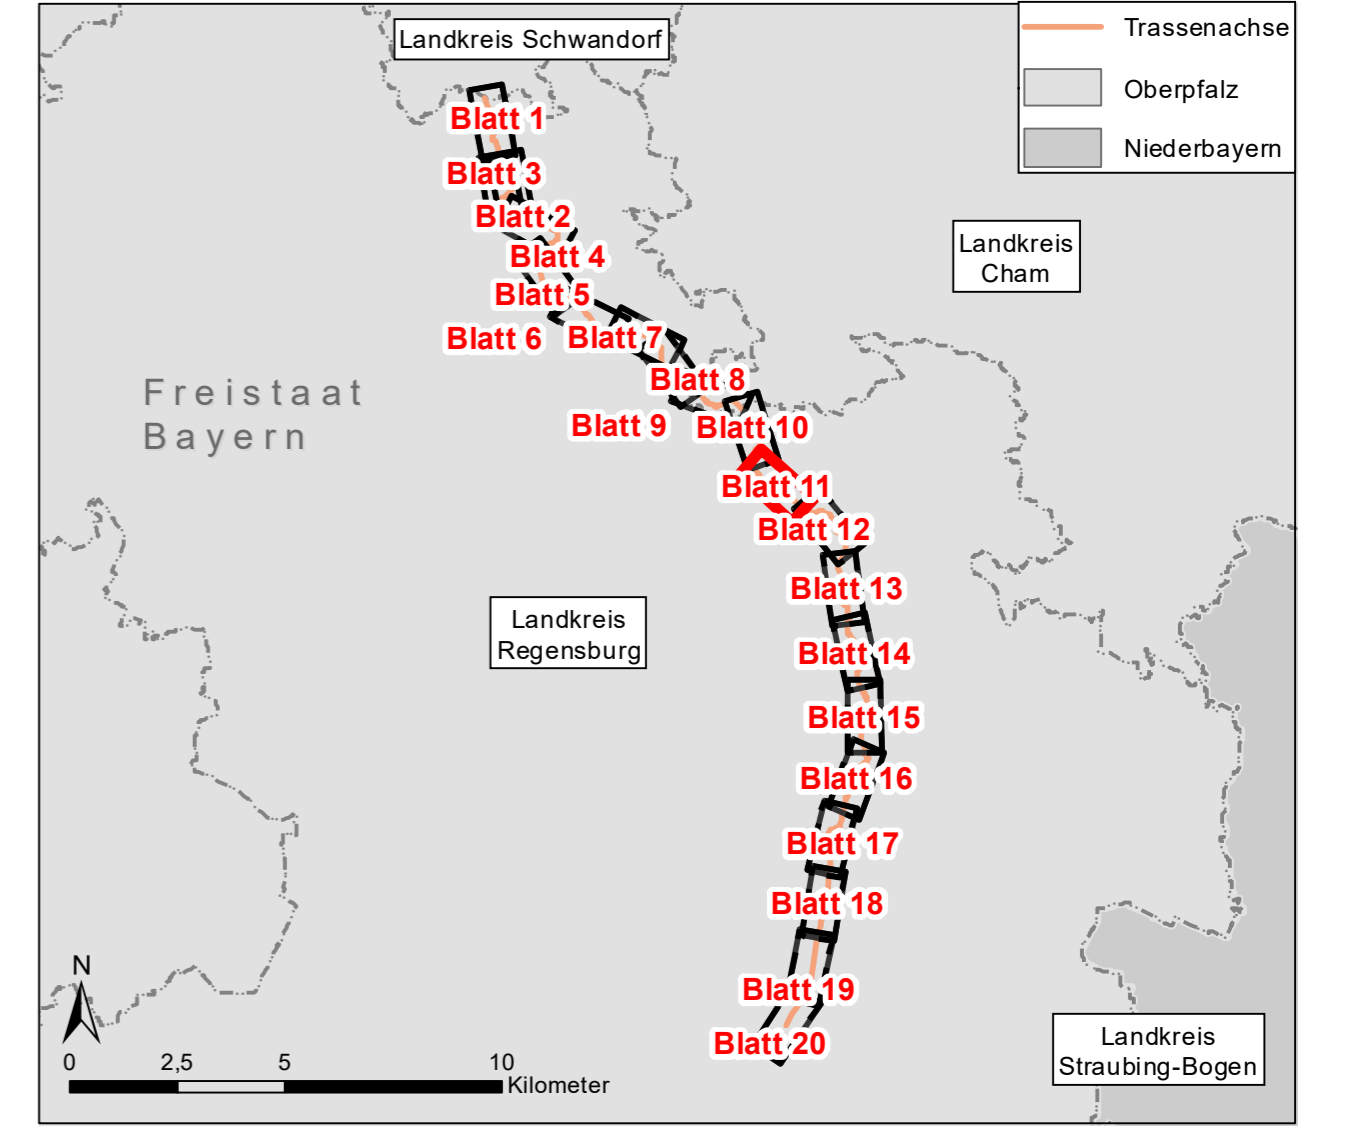 Landkreis Schwandorf
Trassenachse
Oberpfalz
Niederbayern
Blatt 1
Blatt 3
Blatt 2
Blatt 4
Blatt 5
Blatt 6
Blatt 7
Blatt 8
Blatt 9
Blatt 10
Blatt 11
Blatt 12
Blatt 13
Blatt 14
Blatt 15
Blatt 16
Blatt 17
Blatt 18
Blatt 19
Blatt 20
Landkreis
Cham
Freistaat
Bayern
Landkreis
Regensburg
Landkreis
Straubing-Bogen
N
0 2,5 5 10
Kilometer